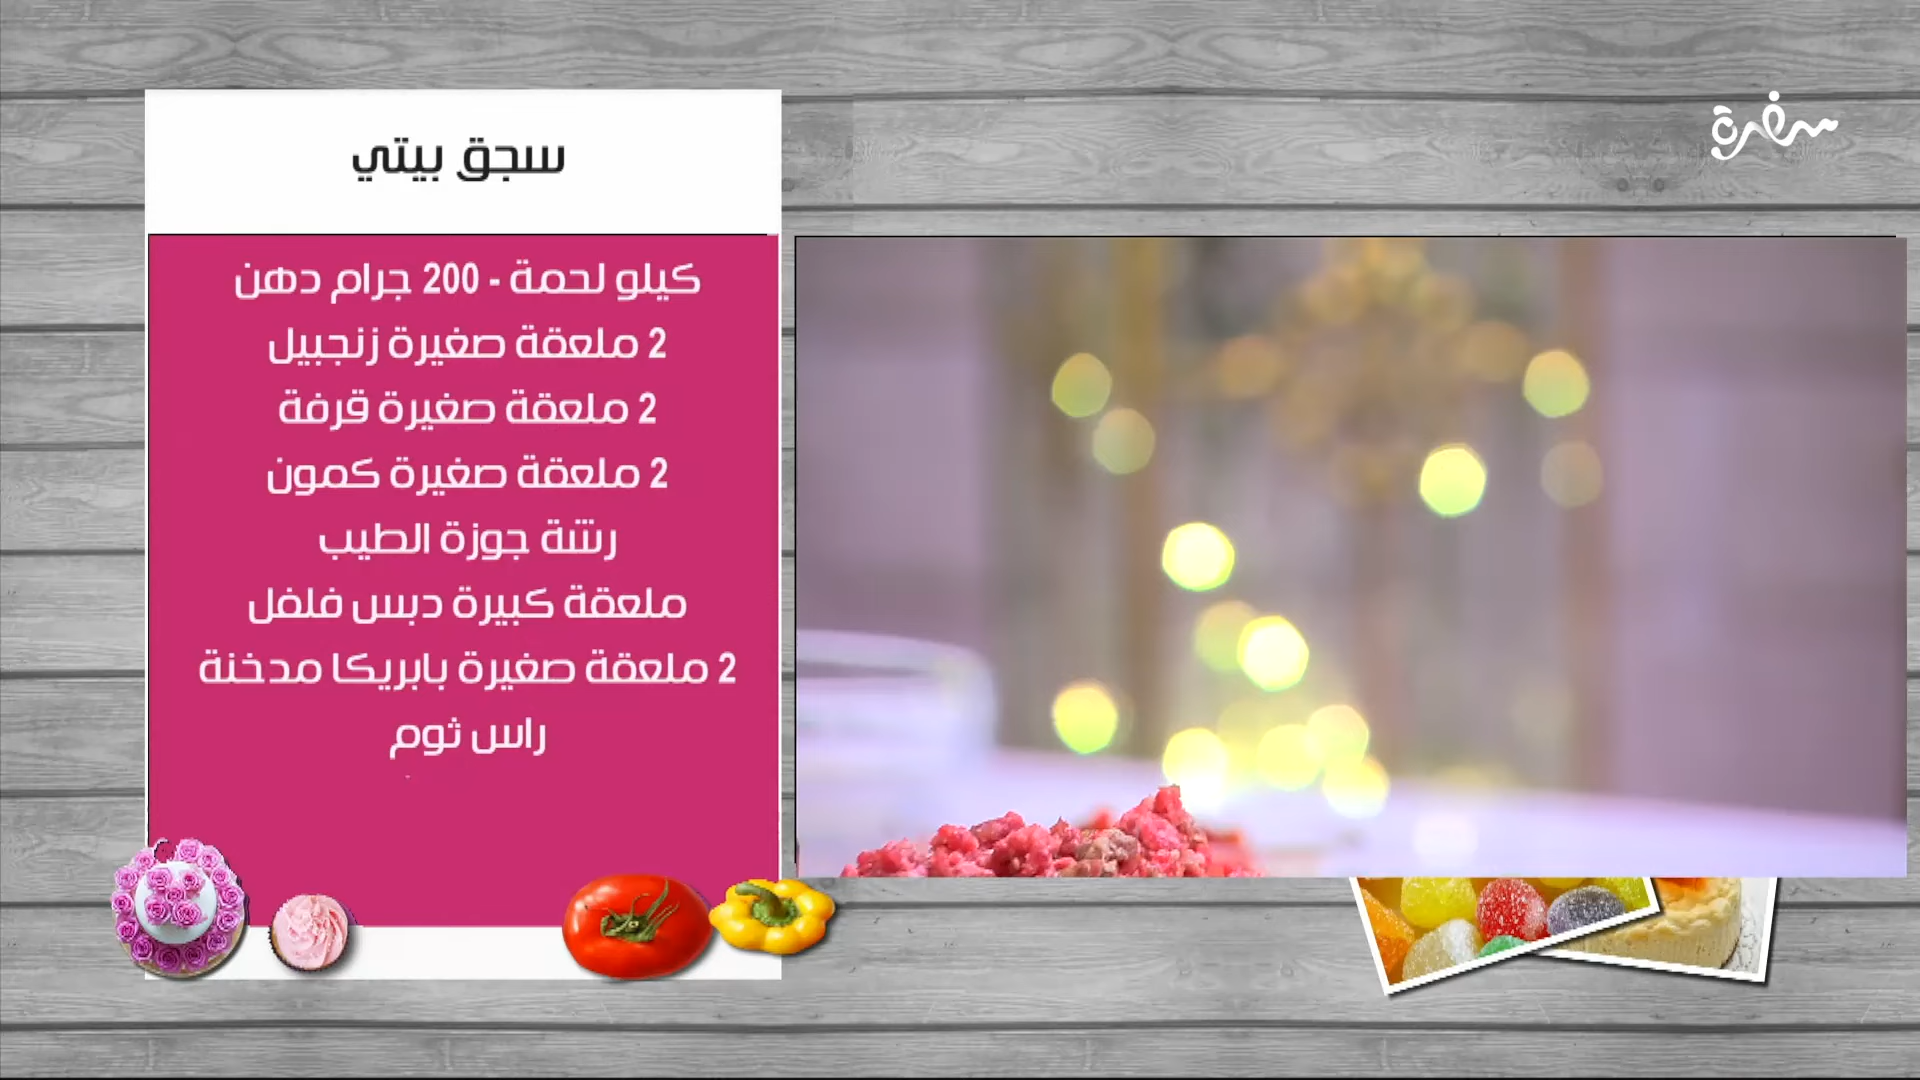 سفرة
سجق بيتي
كيلو لحمة - 200 جرام دهن
2 ملعقة صغيرة زنجبيل
2 ملعقة صغيرة قرفة
2 ملعقة صغيرة كمون
رشة جوزة الطيب
ملعقة كبيرة دبس فلفل
2 ملعقة صغيرة بابريكا مدخنة
راس ثوم